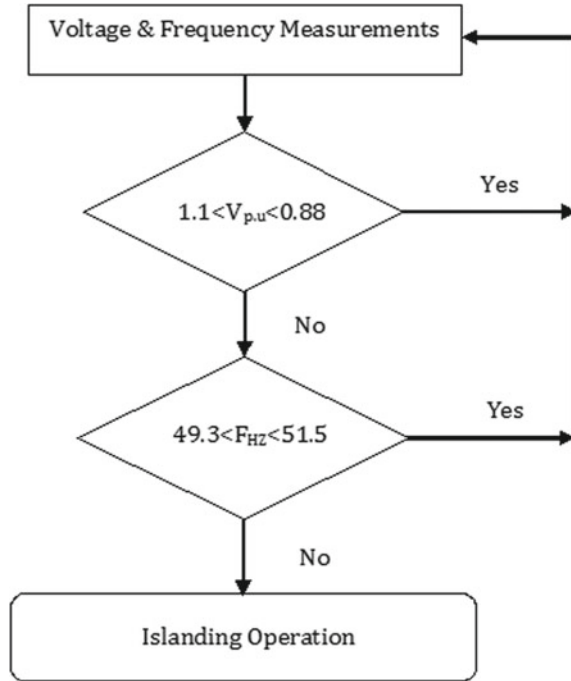 Voltage & Frequency Measurements
Yes
1.1<Vp.u<0.88
No
Yes
49.3<FHZ<51.5
No
Islanding Operation